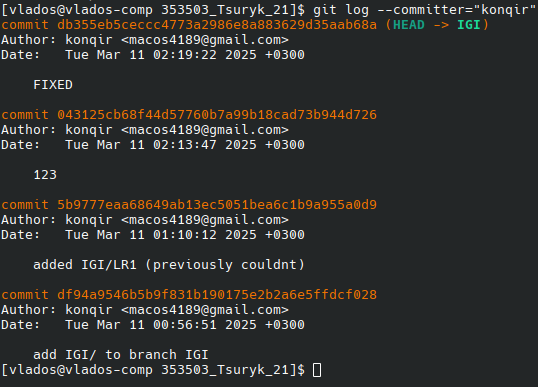 [vlados@vlados-comp 353503_Tsuryk_21]$ git log --committer="konqir"
commit db355eb5ceccc4773a2986e8a883629d35aab68a (HEAD -> IGI)
Author: konqir <macos4189@gmail.com>
Date:   Tue Mar 11 02:19:22 2025 +0300
    FIXED
commit 043125cb68f44d57760b7a99b18cad73b944d726
Author: konqir <macos4189@gmail.com>
Date:   Tue Mar 11 02:13:47 2025 +0300
    123
commit 5b9777eaa68649ab13ec5051bea6c1b9a955a0d9
Author: konqir <macos4189@gmail.com>
Date:   Tue Mar 11 01:10:12 2025 +0300
    added IGI/LR1 (previously couldnt)
commit df94a9546b5b9f831b190175e2b2a6e5ffdcf028
Author: konqir <macos4189@gmail.com>
Date:   Tue Mar 11 00:56:51 2025 +0300
    add IGI/ to branch IGI
[vlados@vlados-comp 353503_Tsuryk_21]$